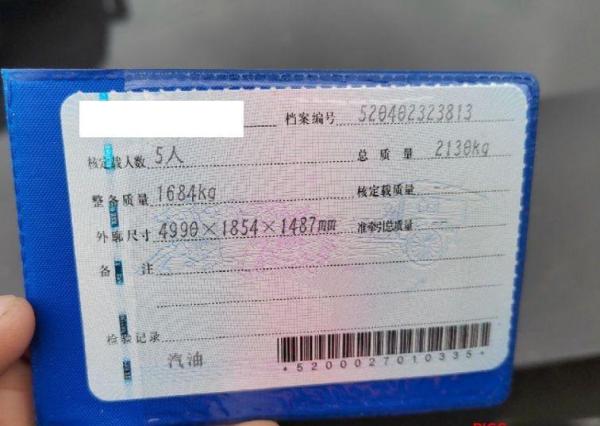 档案编号 520402323813
核定载人数 5人 总质量 2130kg
整备质量 1684kg 核定载质量
外廓尺寸 4990×1854×1487mm 准牵引总质量
备注
检验记录
汽油
*5200027010335*